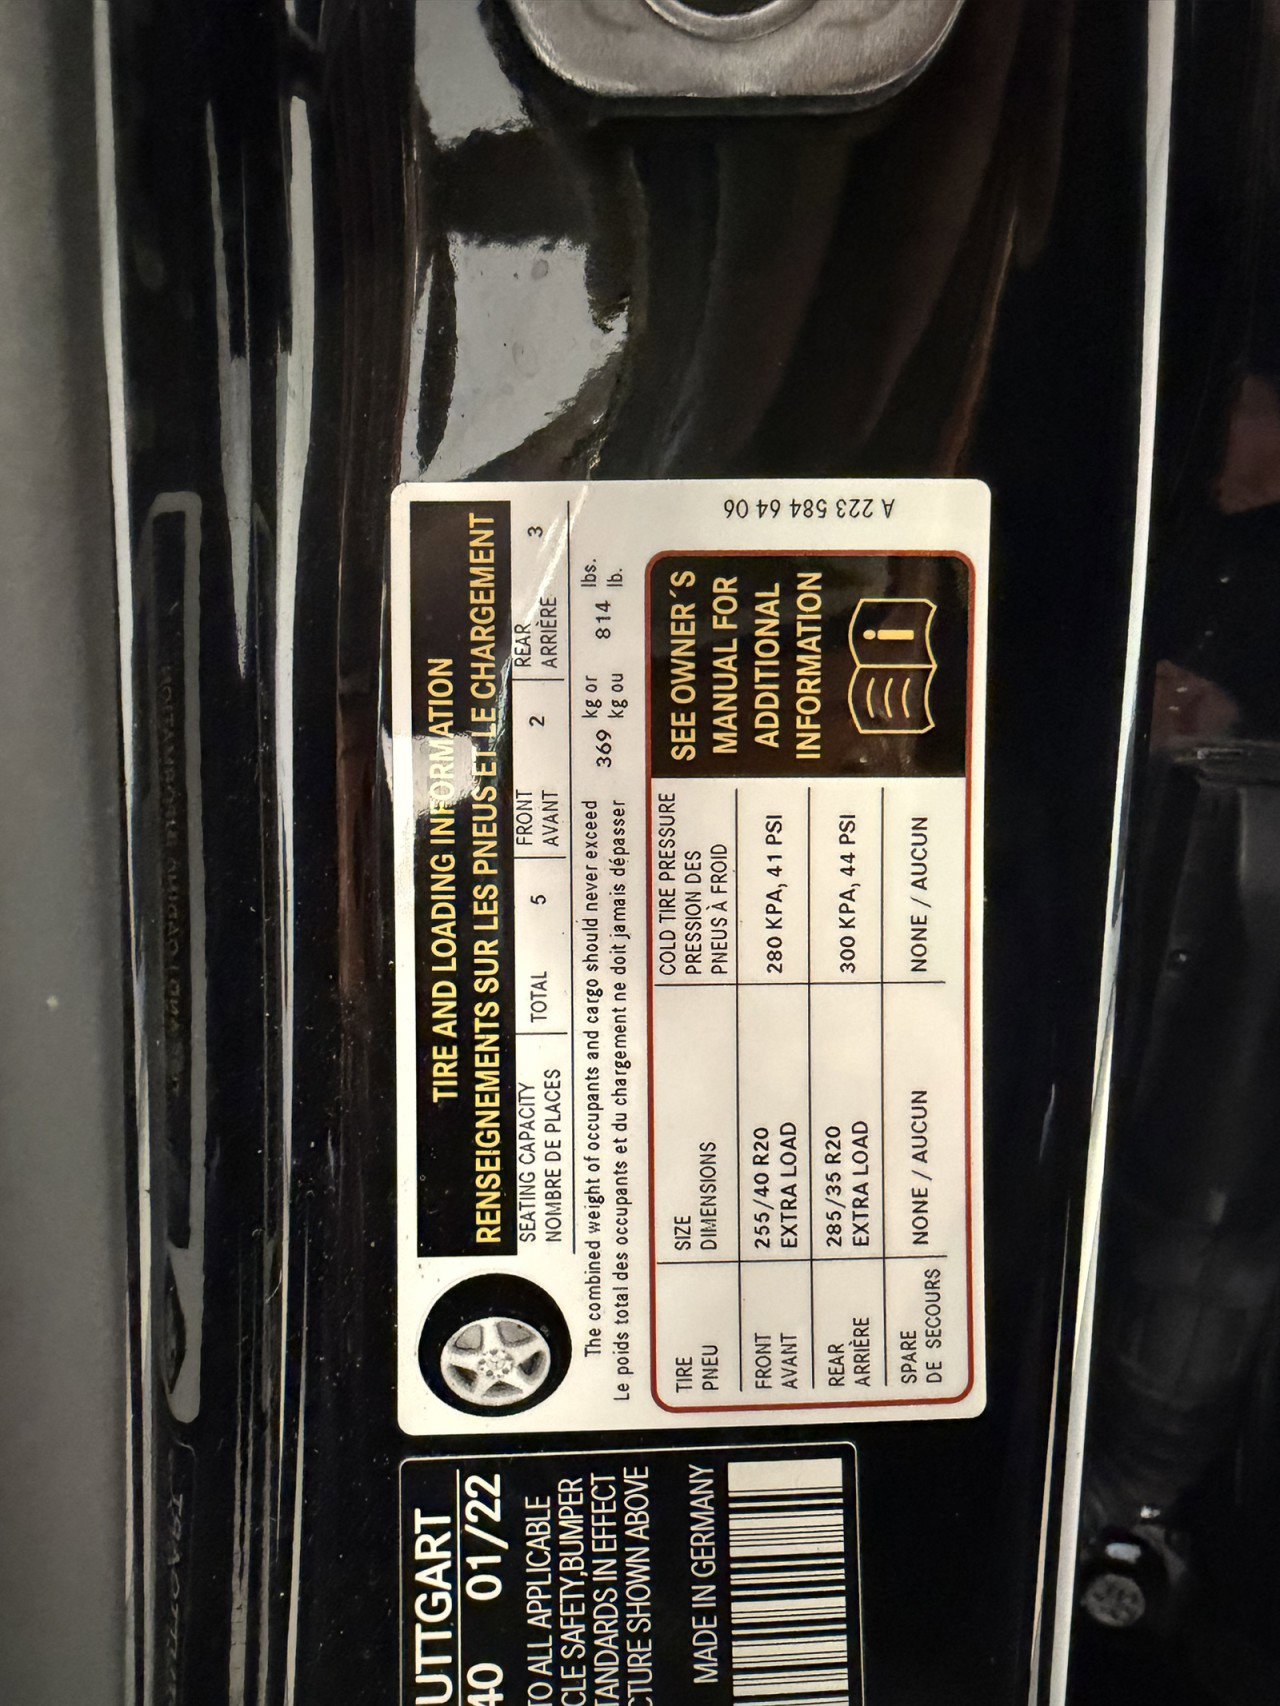 TIRE AND LOADING INFORMATION
RENSEIGNEMENTS SUR LES PNEUS ET LE CHARGEMENT
SEATING CAPACITY TOTAL 5 FRONT 2 REAR 3
NOMBRE DE PLACES AVANT ARRIÈRE
The combined weight of occupants and cargo should never exceed 369 kg or 814 lbs.
Le poids total des occupants et du chargement ne doit jamais dépasser kg ou lb.
TIRE SIZE COLD TIRE PRESSURE
PNEU DIMENSIONS PRESSION DES
PNEUS À FROID
FRONT 255/40 R20 280 KPA, 41 PSI
AVANT EXTRA LOAD
REAR 285/35 R20 300 KPA, 44 PSI
ARRIÈRE EXTRA LOAD
SPARE NONE / AUCUN NONE / AUCUN
DE SECOURS
SEE OWNER´S
MANUAL FOR
ADDITIONAL
INFORMATION
i
A 223 584 64 06
UTTGART
40 01/22
TO ALL APPLICABLE
CLE SAFETY,BUMPER
TANDARDS IN EFFECT
CTURE SHOWN ABOVE
MADE IN GERMANY